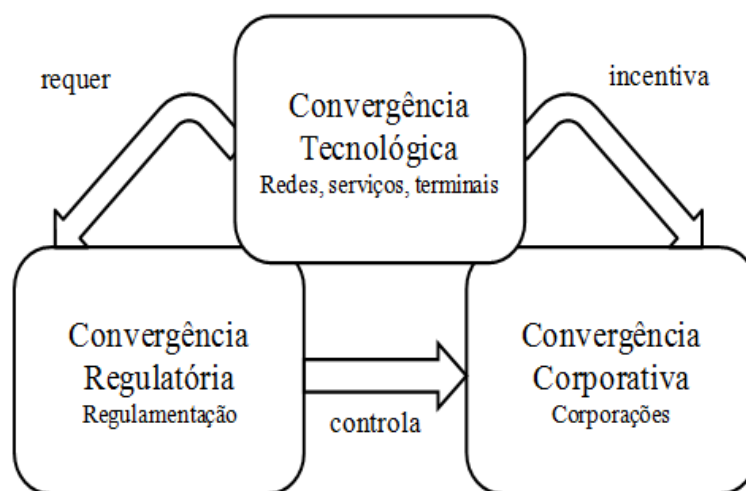 requer
incentiva
Convergência
Tecnológica
Redes, serviços, terminais
Convergência
Regulatória
Regulamentação
controla
Convergência
Corporativa
Corporações